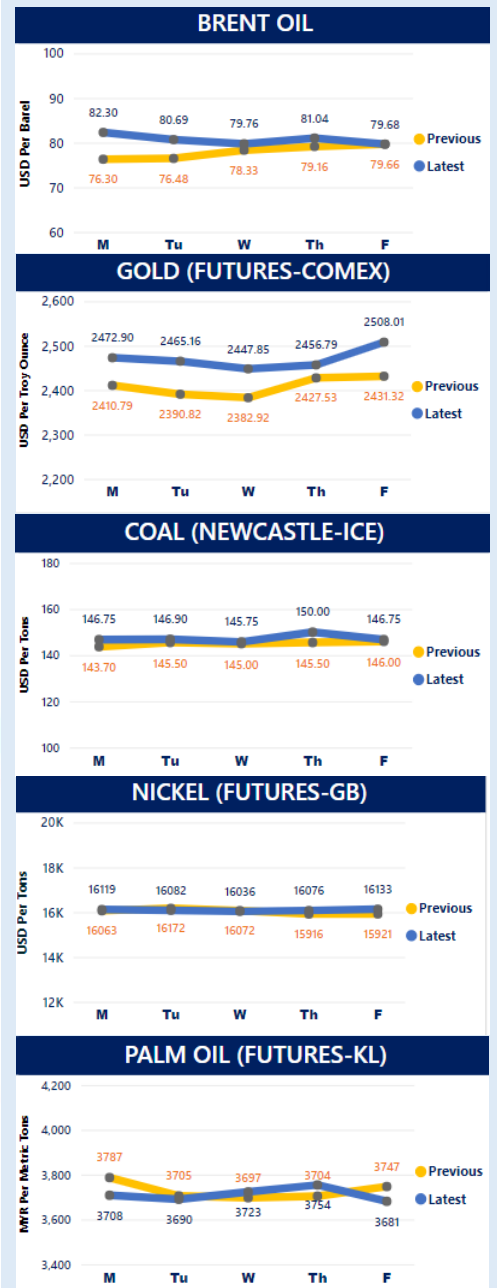 BRENT OIL
100
90
80
70
60
USD Per Barel
82.30 80.69 79.76 81.04 79.68
76.30 76.48 78.33 79.16 79.66
Previous
Latest
M Tu W Th F
GOLD (FUTURES-COMEX)
2,600
2,500
2,400
2,300
2,200
USD Per Troy Ounce
2472.90 2465.16 2447.85 2456.79 2508.01
2410.79 2390.82 2382.92 2427.53 2431.32
Previous
Latest
M Tu W Th F
COAL (NEWCASTLE-ICE)
180
160
140
120
100
USD Per Tons
146.75 146.90 145.75 150.00 146.75
143.70 145.50 145.00 145.50 146.00
Previous
Latest
M Tu W Th F
NICKEL (FUTURES-GB)
20K
18K
16K
14K
12K
USD Per Tons
16119 16082 16036 16076 16133
16063 16172 16072 15916 15921
Previous
Latest
M Tu W Th F
PALM OIL (FUTURES-KL)
4,200
4,000
3,800
3,600
3,400
MYR Per Metric Tons
3787 3705 3697 3704 3747
3708 3690 3723 3754 3681
Previous
Latest
M Tu W Th F